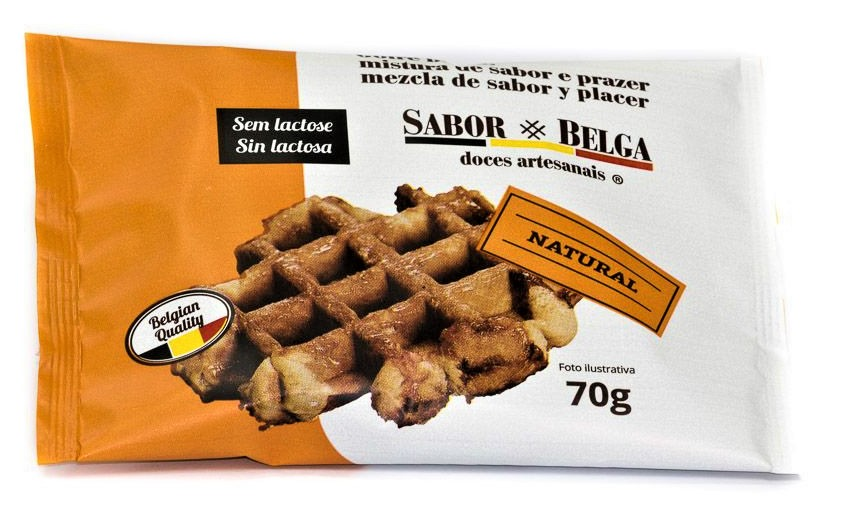 mistura de sabor e prazer
mezcla de sabor y placer
Sem lactose
Sin lactosa
SABOR BELGA
doces artesanais ®
NATURAL
Belgian
Quality
Foto ilustrativa
70g